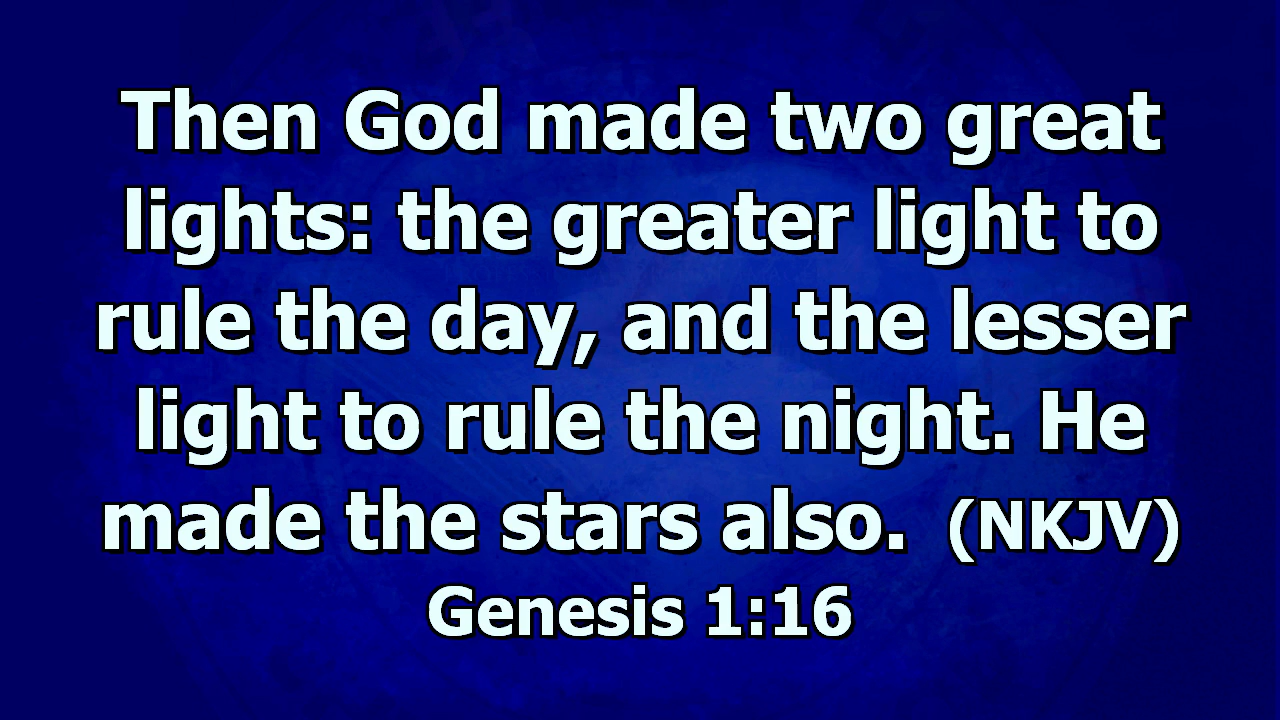 Then God made two great
lights: the greater light to
rule the day, and the lesser
light to rule the night. He
made the stars also. (NKJV)
Genesis 1:16